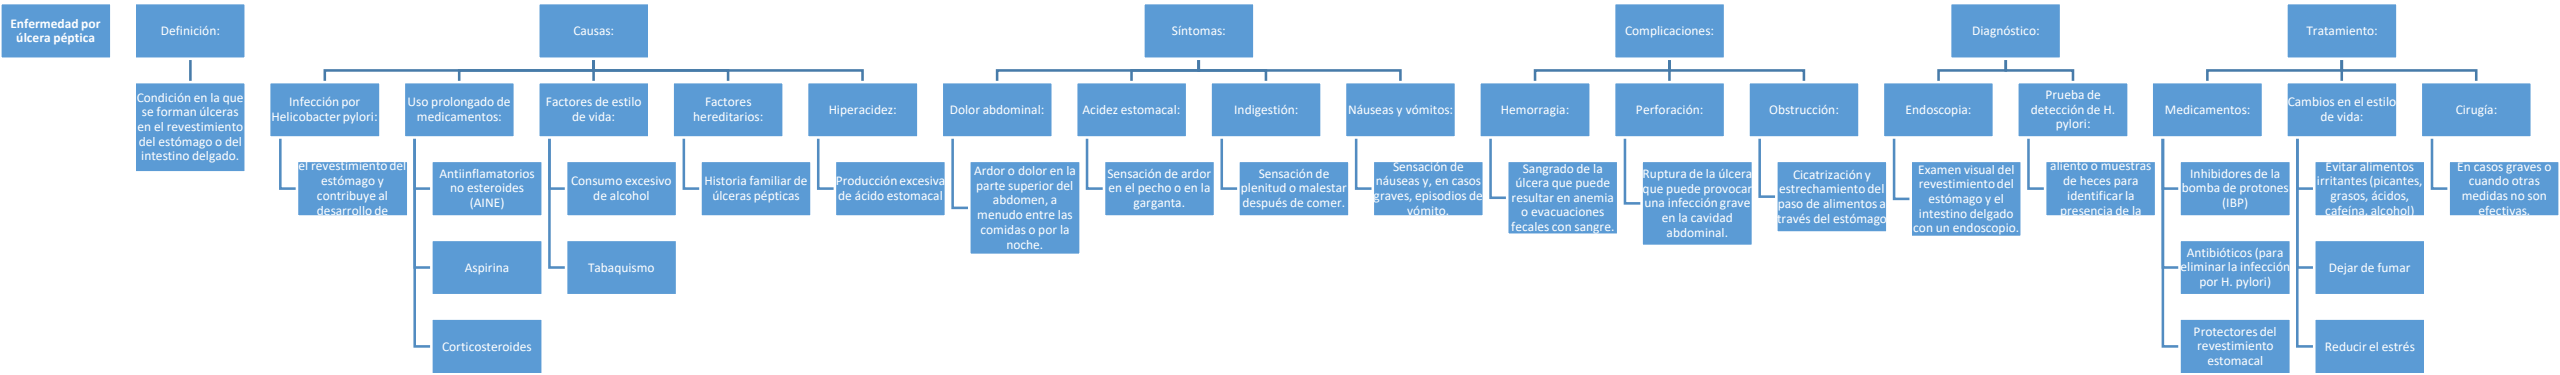 Enfermedad por
úlcera péptica
Definición:
Condición en la que
se forman úlceras
en el revestimiento
del estómago o del
intestino delgado.
Causas:
Infección por
Helicobacter pylori:
el revestimiento del
estómago y
contribuye al
desarrollo de
Uso prolongado de
medicamentos:
Antiinflamatorios
no esteroides
(AINE)
Aspirina
Corticosteroides
Factores de estilo
de vida:
Consumo excesivo
de alcohol
Tabaquismo
Factores
hereditarios:
Historia familiar de
úlceras pépticas
Hiperacidez:
Producción excesiva
de ácido estomacal
Síntomas:
Dolor abdominal:
Ardor o dolor en la
parte superior del
abdomen, a
menudo entre las
comidas o por la
noche.
Acidez estomacal:
Sensación de ardor
en el pecho o en la
garganta.
Indigestión:
Sensación de
plenitud o malestar
después de comer.
Náuseas y vómitos:
Sensación de
náuseas y, en casos
graves, episodios de
vómito.
Complicaciones:
Hemorragia:
Sangrado de la
úlcera que puede
resultar en anemia
o evacuaciones
fecales con sangre.
Perforación:
Ruptura de la úlcera
que puede provocar
una infección grave
en la cavidad
abdominal.
Obstrucción:
Cicatrización y
estrechamiento del
paso de alimentos a
través del estómago
Diagnóstico:
Endoscopia:
Examen visual del
revestimiento del
estómago y el
intestino delgado
con un endoscopio.
Prueba de
detección de H.
pylori:
aliento o muestras
de heces para
identificar la
presencia de la
Tratamiento:
Medicamentos:
Inhibidores de la
bomba de protones
(IBP)
Antibióticos (para
eliminar la infección
por H. pylori)
Protectores del
revestimiento
estomacal
Cambios en el estilo
de vida:
Evitar alimentos
irritantes (picantes,
grasos, ácidos,
cafeína, alcohol)
Dejar de fumar
Reducir el estrés
Cirugía:
En casos graves o
cuando otras
medidas no son
efectivas.